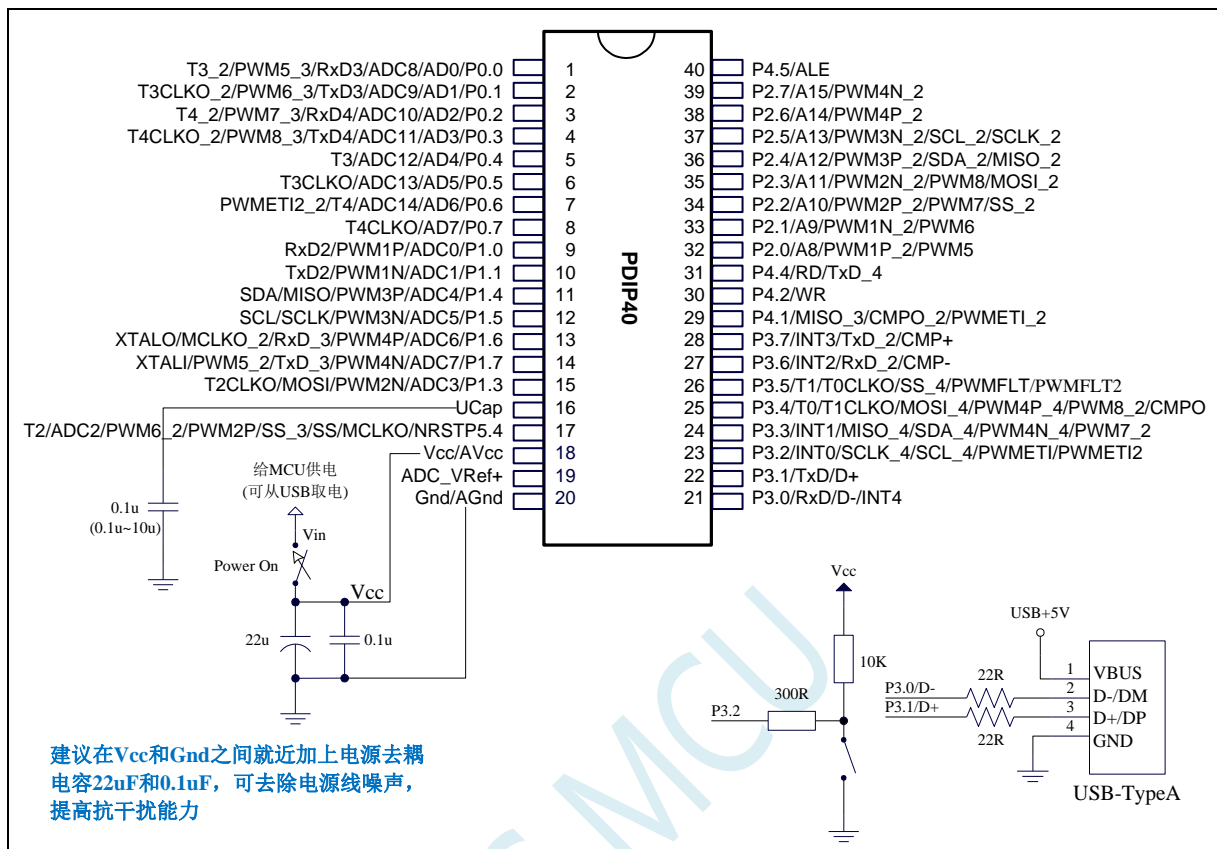 T3_2/PWM5_3/RxD3/ADC8/AD0/P0.0 1
T3CLKO_2/PWM6_3/TxD3/ADC9/AD1/P0.1 2
T4_2/PWM7_3/RxD4/ADC10/AD2/P0.2 3
T4CLKO_2/PWM8_3/TxD4/ADC11/AD3/P0.3 4
T3/ADC12/AD4/P0.4 5
T3CLKO/ADC13/AD5/P0.5 6
PWMETI2_2/T4/ADC14/AD6/P0.6 7
T4CLKO/AD7/P0.7 8
RxD2/PWM1P/ADC0/P1.0 9
TxD2/PWM1N/ADC1/P1.1 10
SDA/MISO/PWM3P/ADC4/P1.4 11
SCL/SCLK/PWM3N/ADC5/P1.5 12
XTALO/MCLKO_2/RxD_3/PWM4P/ADC6/P1.6 13
XTALI/PWM5_2/TxD_3/PWM4N/ADC7/P1.7 14
T2CLKO/MOSI/PWM2N/ADC3/P1.3 15
UCap 16
T2/ADC2/PWM6_2/PWM2P/SS_3/SS/MCLKO/NRSTP5.4 17
Vcc/AVcc 18
ADC_VRef+ 19
Gnd/AGnd 20
PDIP40
40 P4.5/ALE
39 P2.7/A15/PWM4N_2
38 P2.6/A14/PWM4P_2
37 P2.5/A13/PWM3N_2/SCL_2/SCLK_2
36 P2.4/A12/PWM3P_2/SDA_2/MISO_2
35 P2.3/A11/PWM2N_2/PWM8/MOSI_2
34 P2.2/A10/PWM2P_2/PWM7/SS_2
33 P2.1/A9/PWM1N_2/PWM6
32 P2.0/A8/PWM1P_2/PWM5
31 P4.4/RD/TxD_4
30 P4.2/WR
29 P4.1/MISO_3/CMPO_2/PWMETI_2
28 P3.7/INT3/TxD_2/CMP+
27 P3.6/INT2/RxD_2/CMP-
26 P3.5/T1/T0CLKO/SS_4/PWMFLT/PWMFLT2
25 P3.4/T0/T1CLKO/MOSI_4/PWM4P_4/PWM8_2/CMPO
24 P3.3/INT1/MISO_4/SDA_4/PWM4N_4/PWM7_2
23 P3.2/INT0/SCLK_4/SCL_4/PWMETI/PWMETI2
22 P3.1/TxD/D+
21 P3.0/RxD/D-/INT4
给MCU供电
(可从USB取电)
0.1u
(0.1u~10u)
Vin
Power On
Vcc
22u
0.1u
建议在Vcc和Gnd之间就近加上电源去耦
电容22uF和0.1uF，可去除电源线噪声，
提高抗干扰能力
Vcc
10K
300R
P3.2
USB+5V
P3.0/D-
P3.1/D+
22R
22R
1 VBUS
2 D-/DM
3 D+/DP
4 GND
USB-TypeA
MCU